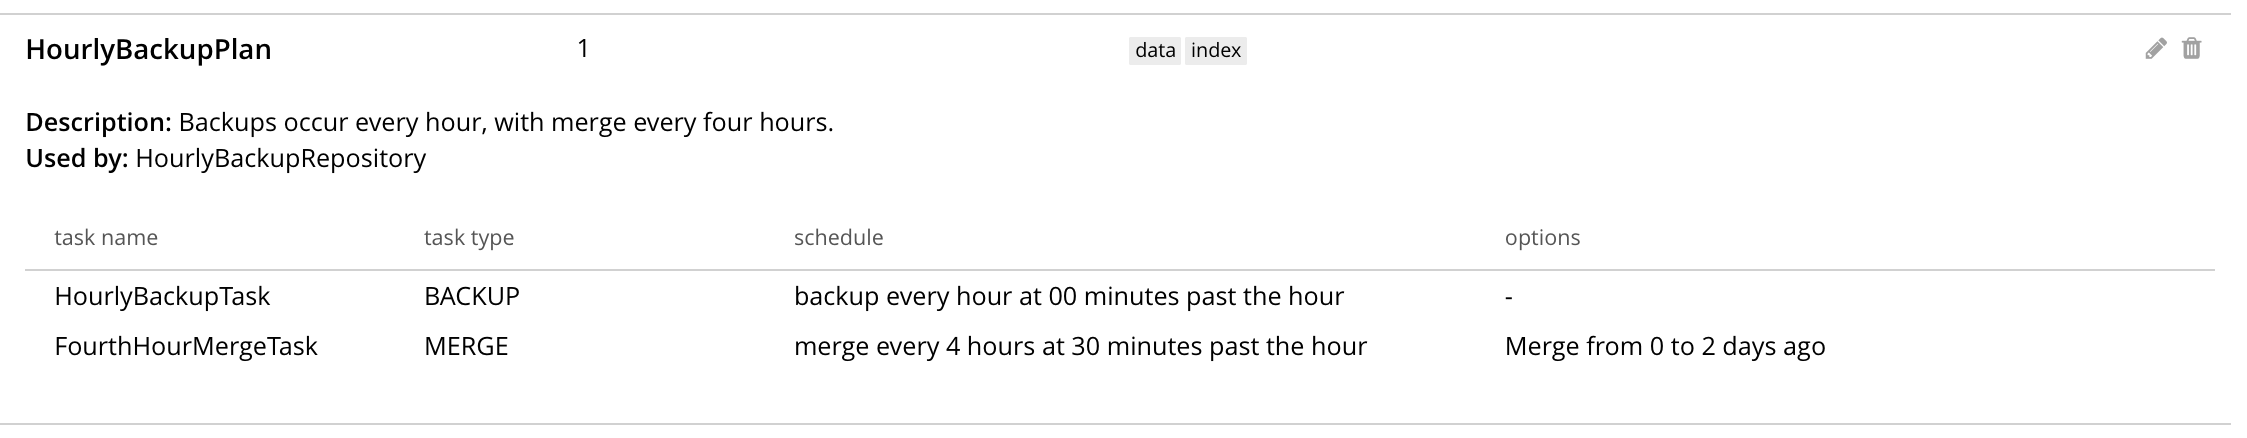 HourlyBackupPlan 1 data index
Description: Backups occur every hour, with merge every four hours.
Used by: HourlyBackupRepository
task name task type schedule options
HourlyBackupTask BACKUP backup every hour at 00 minutes past the hour -
FourthHourMergeTask MERGE merge every 4 hours at 30 minutes past the hour Merge from 0 to 2 days ago